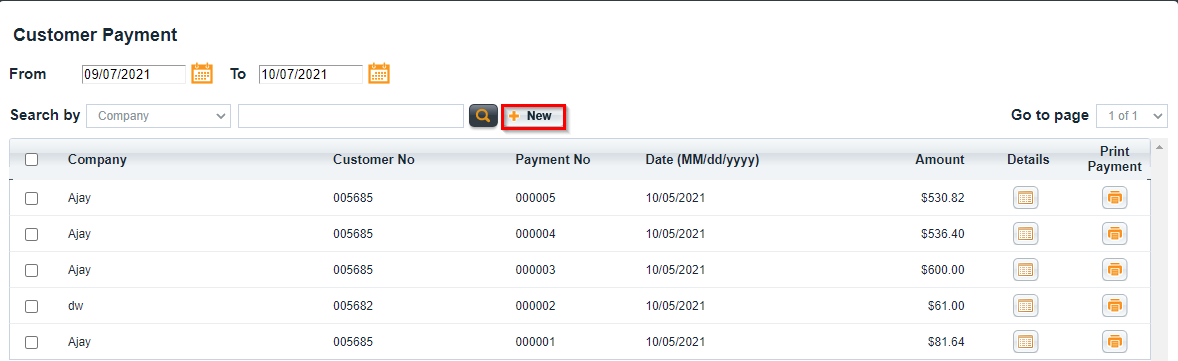 Customer Payment
From 09/07/2021 To 10/07/2021
Search by Company New Go to page 1 of 1
Company Customer No Payment No Date (MM/dd/yyyy) Amount Details Print Payment
Ajay 005685 000005 10/05/2021 $530.82
Ajay 005685 000004 10/05/2021 $536.40
Ajay 005685 000003 10/05/2021 $600.00
dw 005682 000002 10/05/2021 $61.00
Ajay 005685 000001 10/05/2021 $81.64